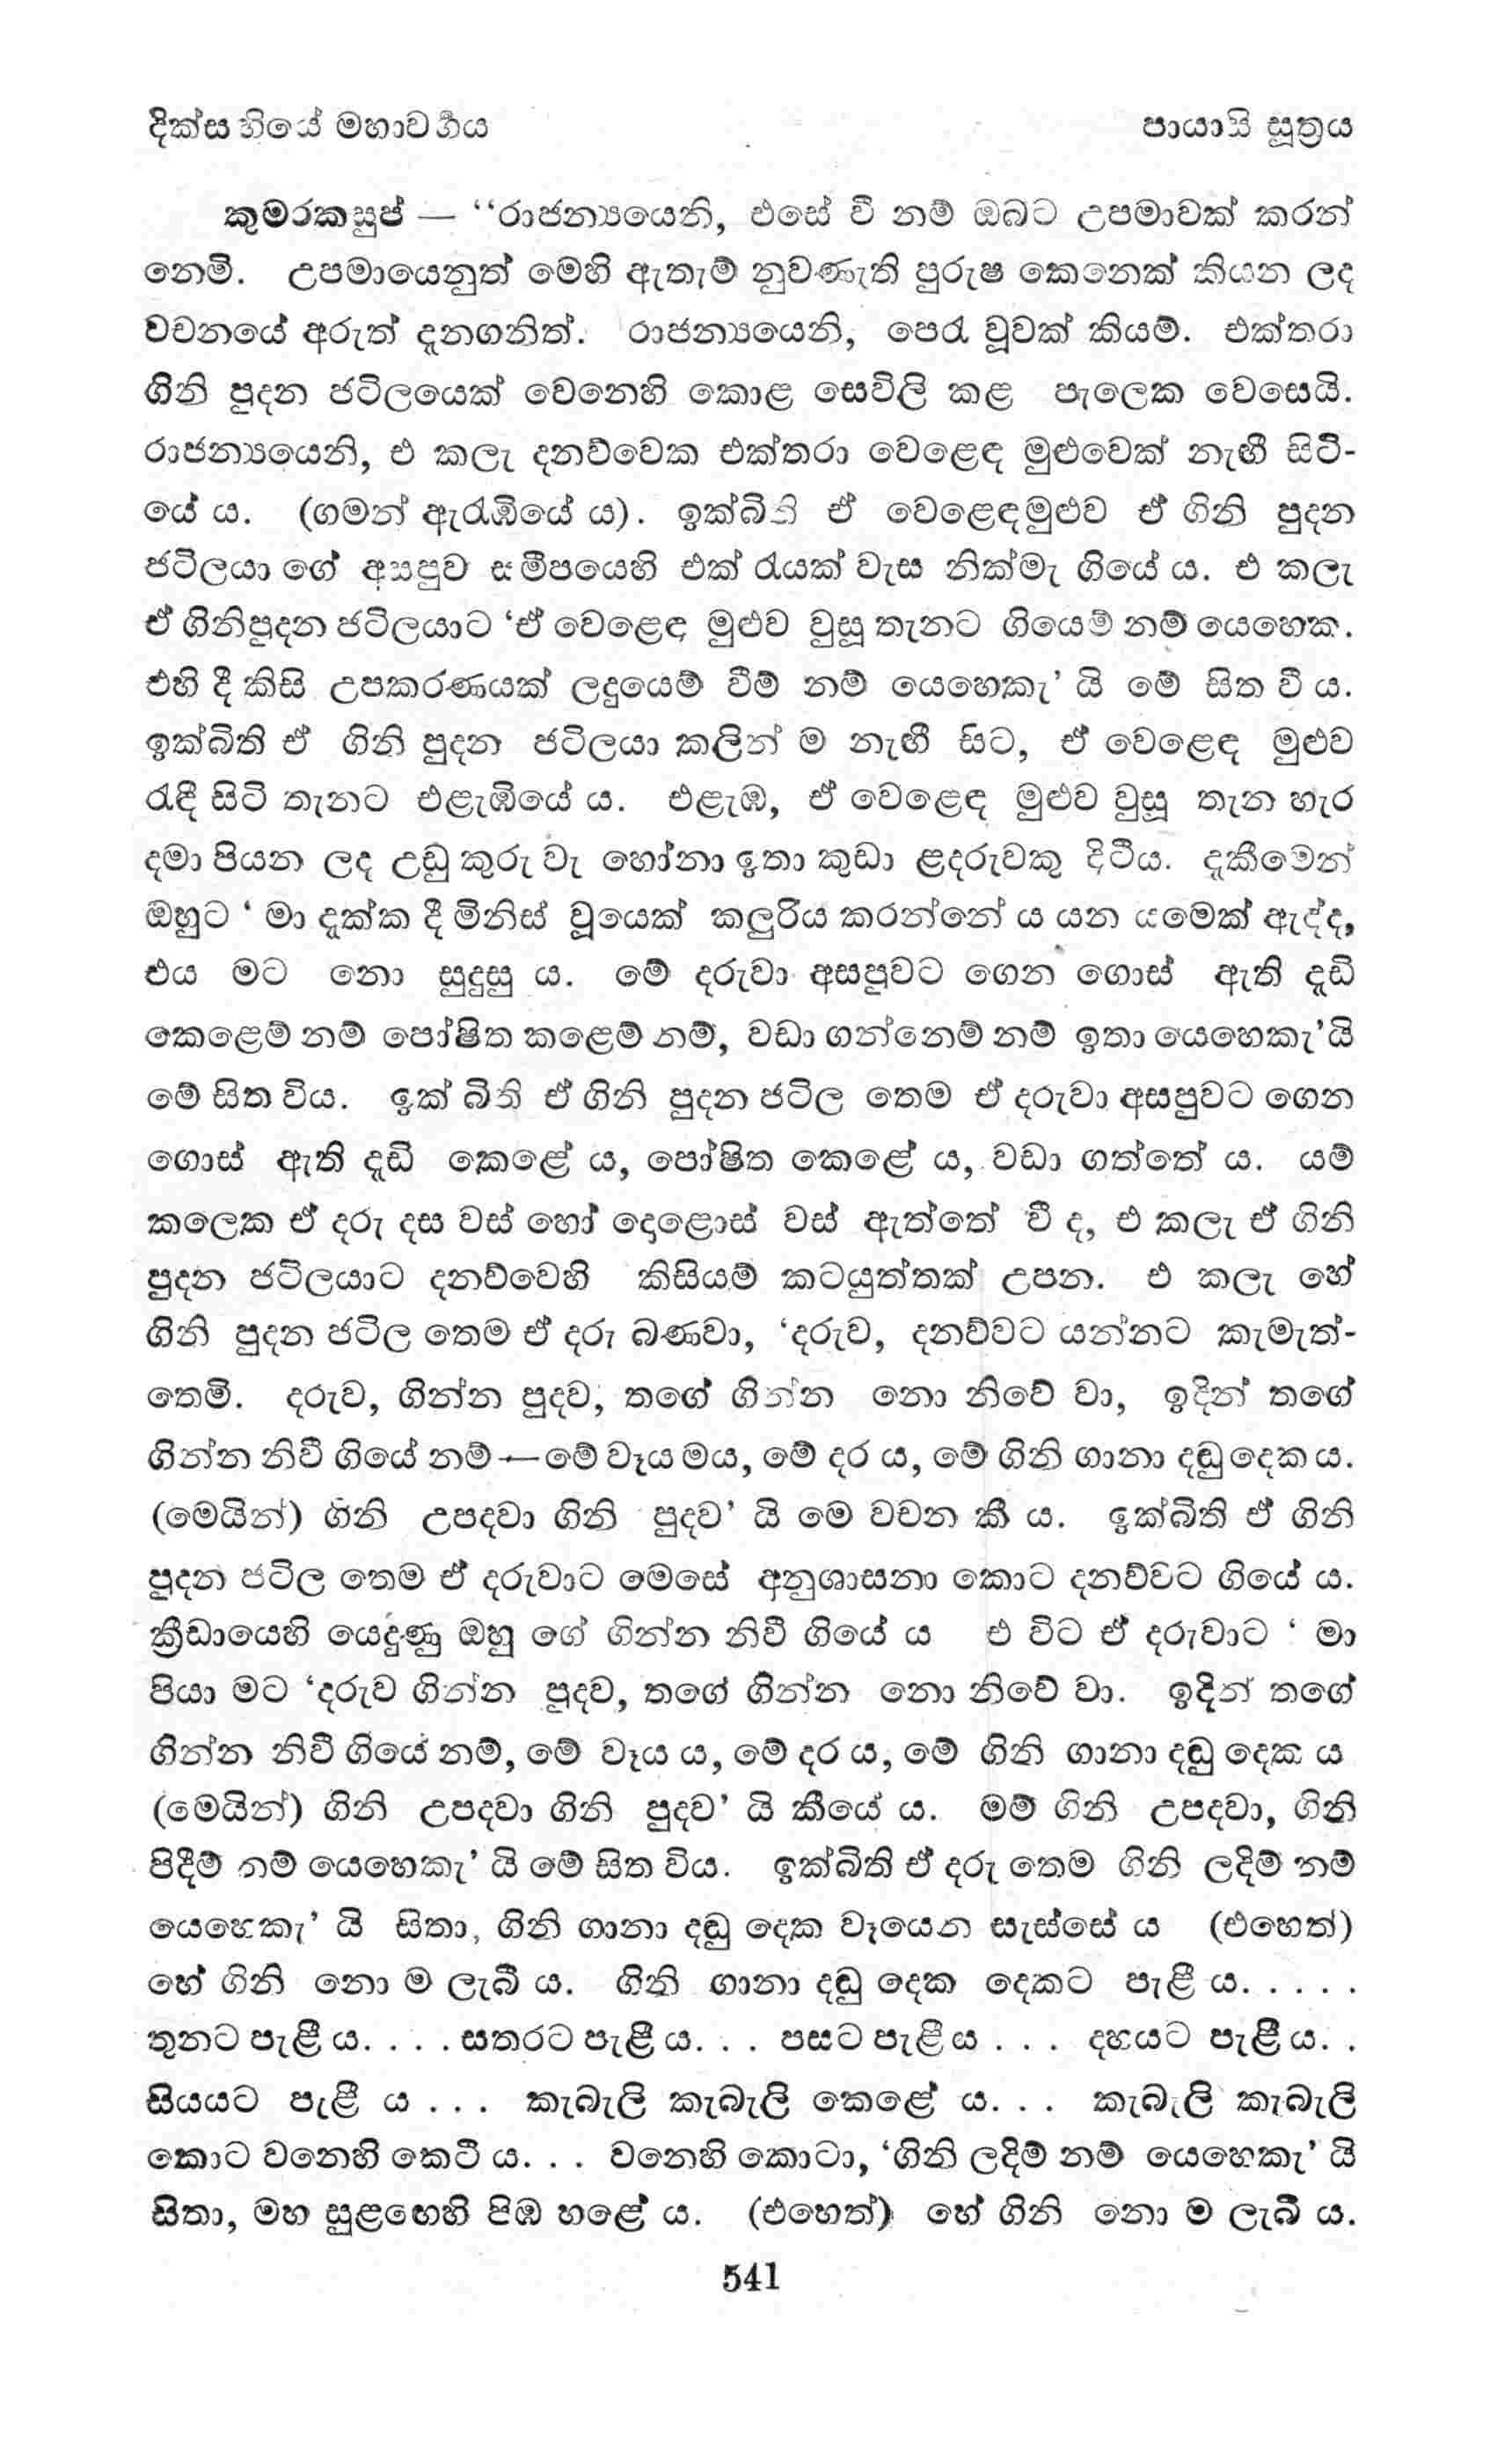 දික්සඟියේ මහාවර්‍ගය පායාසි සූත්‍රය
කුමාරකසුප් — “රාජන්‍යයෙනි, එසේ වී නම් ඔබට උපමාවක් කරන්
නෙමි. උපමායෙනුත් මෙහි ඇතැම් නුවණැති පුරුෂ කෙනෙක් කියන ලද
වචනයේ අරුත් දැනගනිත්. රාජන්‍යයෙනි, පෙරැ වූවක් කියම්. එක්තරා
ගිනි පුදන ජටිලයෙක් වෙනෙහි කොළ සෙවිලි කළ පැලෙක වෙසෙයි.
රාජන්‍යයෙනි, එ කලැ දනව්වෙක එක්තරා වෙළෙඳ මුළුවෙක් නැඟී සිටි-
යේ ය. (ගමන් ඇරැඹියේ ය). ඉක්බිති ඒ වෙළෙඳමුළුව ඒ ගිනි පුදන
ජටිලයා ගේ අසපුව සමීපයෙහි එක් රැයක් වැස නික්මැ ගියේ ය. එ කලැ
ඒ ගිනිපුදන ජටිලයාට ‘ඒ වෙළෙඳ මුළුව වුසූ තැනට ගියෙම් නම් යෙහෙක.
එහි දී කිසි උපකරණයක් ලදුයෙම් වීම් නම් යෙහෙකැ’ යි මේ සිත වී ය.
ඉක්බිති ඒ ගිනි පුදන ජටිලයා කලින් ම නැඟී සිට, ඒ වෙළෙඳ මුළුව
රැඳී සිටි තැනට එළැඹියේ ය. එළැඹ, ඒ වෙළෙඳ මුළුව වුසූ තැන හැර
දමා පියන ලද උඩු කුරු වැ හෝනා ඉතා කුඩා ළදරුවකු දිටීය. දැකීමෙන්
ඔහුට ‘ මා දැක්ක දී මිනිස් වූයෙක් කලුරිය කරන්නේ ය යන යමෙක් ඇද්ද,
එය මට නො සුදුසු ය. මේ දරුවා අසපුවට ගෙන ගොස් ඇති දැඩි
කෙළෙම් නම් පෝෂිත කළෙම් නම්, වඩා ගන්නෙම් නම් ඉතා යෙහෙකැ’යි
මේ සිත විය. ඉක් බිති ඒ ගිනි පුදන ජටිල තෙම ඒ දරුවා අසපුවට ගෙන
ගොස් ඇති දැඩි කෙළේ ය, පෝෂිත කෙළේ ය, වඩා ගත්තේ ය. යම්
කලෙක ඒ දරු දස වස් හෝ දොළොස් වස් ඇත්තේ වී ද, එ කලැ ඒ ගිනි
පුදන ජටිලයාට දනව්වෙහි කිසියම් කටයුත්තක් උපන. එ කලැ හේ
ගිනි පුදන ජටිල තෙම ඒ දරු බණවා, ‘දරුව, දනව්වට යන්නට කැමැත්-
තෙමි. දරුව, ගින්න පුදව, තගේ ගින්න නො නිවේ වා, ඉදින් තගේ
ගින්න නිවී ගියේ නම් — මේ වෑය මය, මේ දර ය, මේ ගිනි ගානා දඬු දෙක ය.
(මෙයින්) ගිනි උපදවා ගිනි පුදව’ යි මෙ වචන කී ය. ඉක්බිති ඒ ගිනි
පුදන ජටිල තෙම ඒ දරුවාට මෙසේ අනුශාසනා කොට දනව්වට ගියේ ය.
ක්‍රීඩායෙහි යෙදුණු ඔහු ගේ ගින්න නිවී ගියේ ය එ විට ඒ දරුවාට ‘ මා
පියා මට ‘දරුව ගින්න පුදව, තගේ ගින්න නො නිවේ වා. ඉදින් තගේ
ගින්න නිවී ගියේ නම්, මේ වෑය ය, මේ දර ය, මේ ගිනි ගානා දඬු දෙක ය
(මෙයින්) ගිනි උපදවා ගිනි පුදව’ යි කීයේ ය. මම් ගිනි උපදවා, ගිනි
පිදීම් නම් යෙහෙකැ’ යි මේ සිත විය. ඉක්බිති ඒ දරු තෙම ගිනි ලදිම් නම්
යෙහෙකැ’ යි සිතා, ගිනි ගානා දඬු දෙක වෑයෙන සැස්සේ ය (එහෙත්)
හේ ගිනි නො ම ලැබී ය. ගිනි ගානා දඬු දෙක දෙකට පැළී ය. . . . .
තුනට පැළී ය. . . . සතරට පැළී ය. . . පසට පැළී ය . . . දහයට පැළී ය. .
සියයට පැළී ය . . . කැබැලි කැබැලි කෙළේ ය. . . කැබැලි කැබැලි
කොට වනෙහි කෙටී ය. . . වනෙහි කොටා, ‘ගිනි ලදිම් නම් යෙහෙකැ’ යි
සිතා, මහ සුළඟෙහි පිඹ හළේ ය. (එහෙත්) හේ ගිනි නො ම ලැබී ය.
541